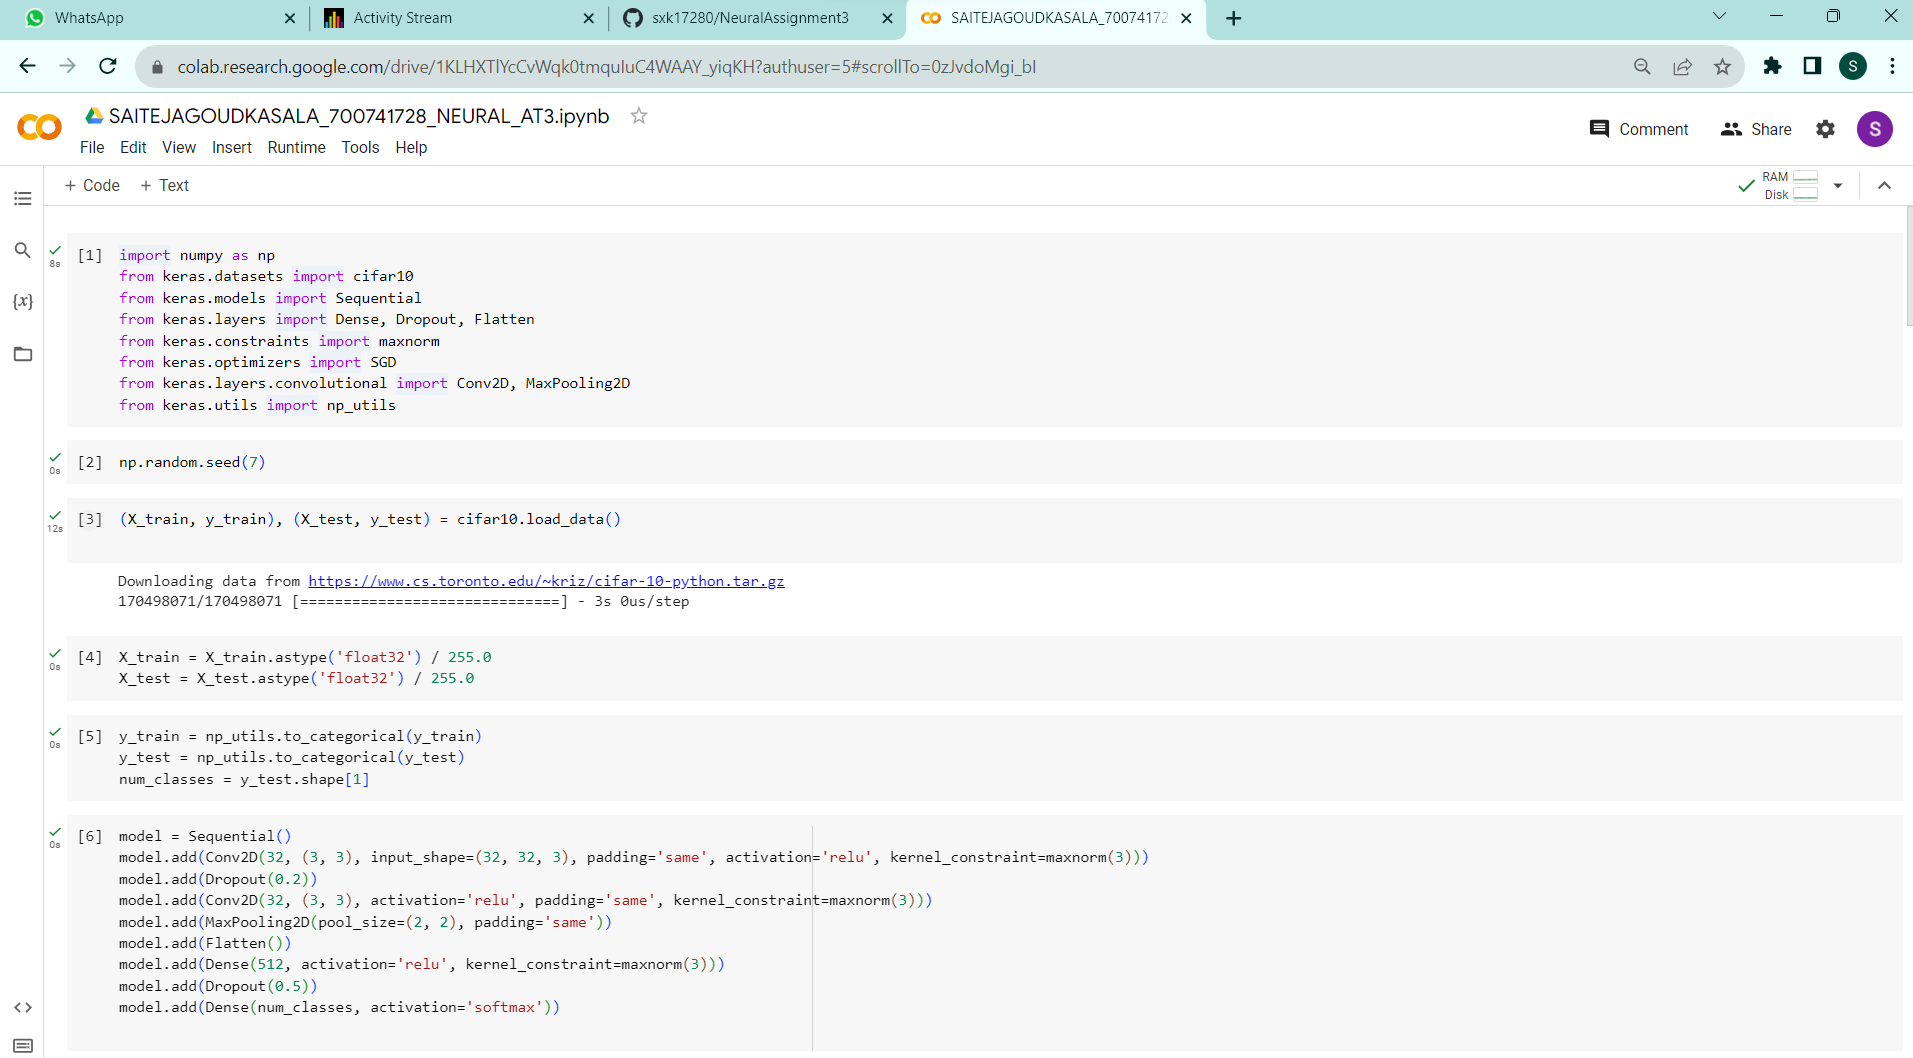 WhatsApp
Activity Stream
sxk17280/NeuralAssignment3
SAITEJAGOUDKASALA_70074172
colab.research.google.com/drive/1KLHXTlYcCvWqk0tmquIuC4WAAY_yiqKH?authuser=5#scrollTo=0zJvdoMgi_bI
S
SAITEJAGOUDKASALA_700741728_NEURAL_AT3.ipynb
Comment
Share
S
File Edit View Insert Runtime Tools Help
+ Code + Text
RAM
Disk
{x}
8s
[1] import numpy as np
from keras.datasets import cifar10
from keras.models import Sequential
from keras.layers import Dense, Dropout, Flatten
from keras.constraints import maxnorm
from keras.optimizers import SGD
from keras.layers.convolutional import Conv2D, MaxPooling2D
from keras.utils import np_utils
0s
[2] np.random.seed(7)
12s
[3] (X_train, y_train), (X_test, y_test) = cifar10.load_data()
Downloading data from https://www.cs.toronto.edu/~kriz/cifar-10-python.tar.gz
170498071/170498071 [==============================] - 3s 0us/step
0s
[4] X_train = X_train.astype('float32') / 255.0
X_test = X_test.astype('float32') / 255.0
0s
[5] y_train = np_utils.to_categorical(y_train)
y_test = np_utils.to_categorical(y_test)
num_classes = y_test.shape[1]
0s
[6] model = Sequential()
model.add(Conv2D(32, (3, 3), input_shape=(32, 32, 3), padding='same', activation='relu', kernel_constraint=maxnorm(3)))
model.add(Dropout(0.2))
model.add(Conv2D(32, (3, 3), activation='relu', padding='same', kernel_constraint=maxnorm(3)))
model.add(MaxPooling2D(pool_size=(2, 2), padding='same'))
model.add(Flatten())
model.add(Dense(512, activation='relu', kernel_constraint=maxnorm(3)))
model.add(Dropout(0.5))
model.add(Dense(num_classes, activation='softmax'))